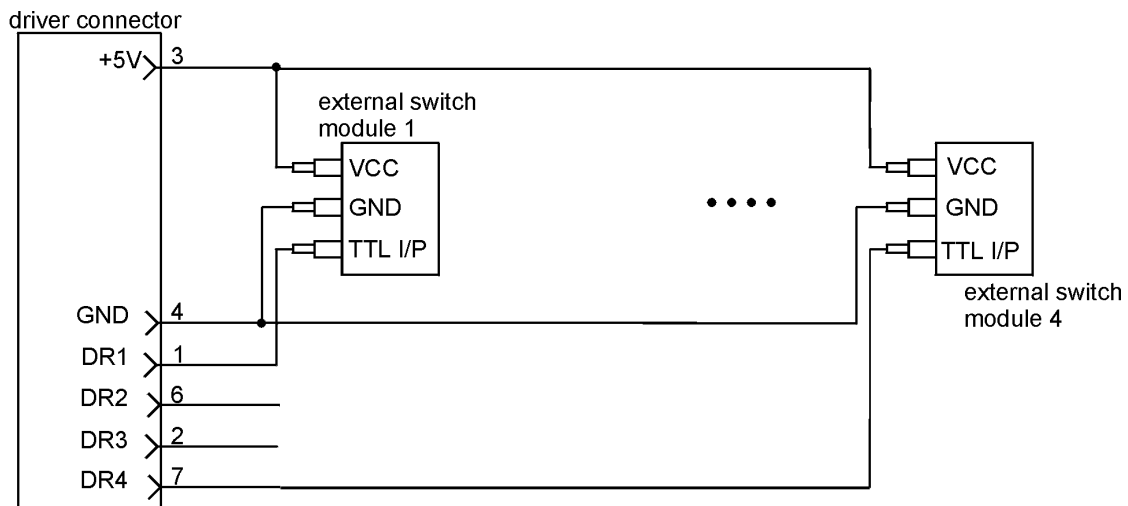 driver connector
+5V 3
external switch
module 1
VCC
GND
TTL I/P
VCC
GND
TTL I/P
external switch
module 4
GND 4
DR1 1
DR2 6
DR3 2
DR4 7